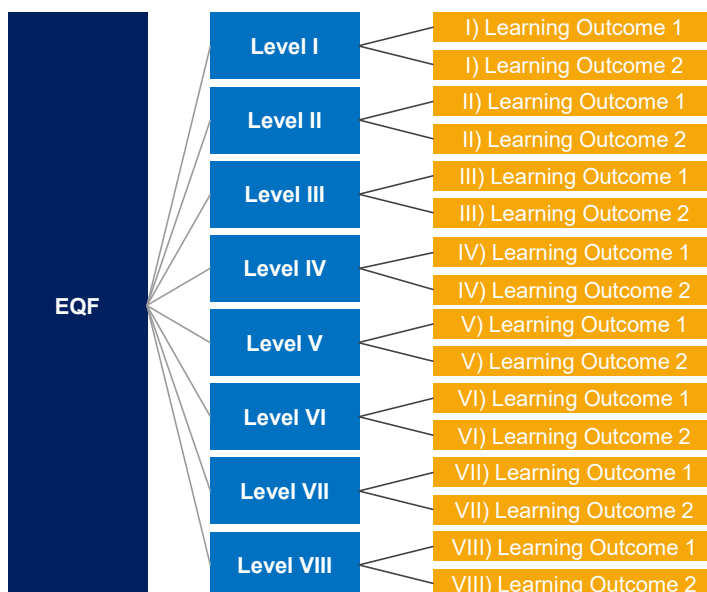 EQF
Level I
I) Learning Outcome 1
I) Learning Outcome 2
Level II
II) Learning Outcome 1
II) Learning Outcome 2
Level III
III) Learning Outcome 1
III) Learning Outcome 2
Level IV
IV) Learning Outcome 1
IV) Learning Outcome 2
Level V
V) Learning Outcome 1
V) Learning Outcome 2
Level VI
VI) Learning Outcome 1
VI) Learning Outcome 2
Level VII
VII) Learning Outcome 1
VII) Learning Outcome 2
Level VIII
VIII) Learning Outcome 1
VIII) Learning Outcome 2